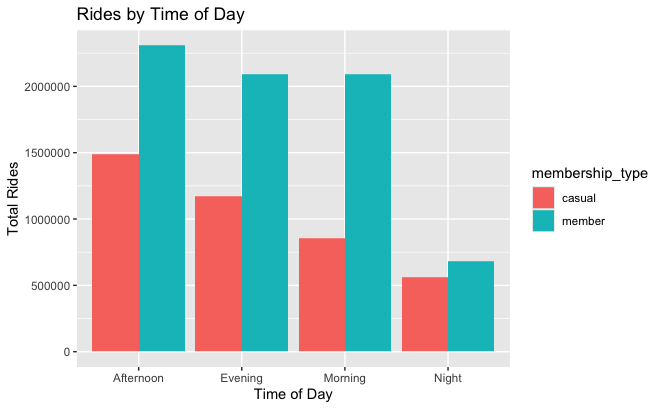 Rides by Time of Day
Total Rides
2000000
1500000
1000000
500000
0
Afternoon Evening Morning Night
Time of Day
membership_type
casual
member